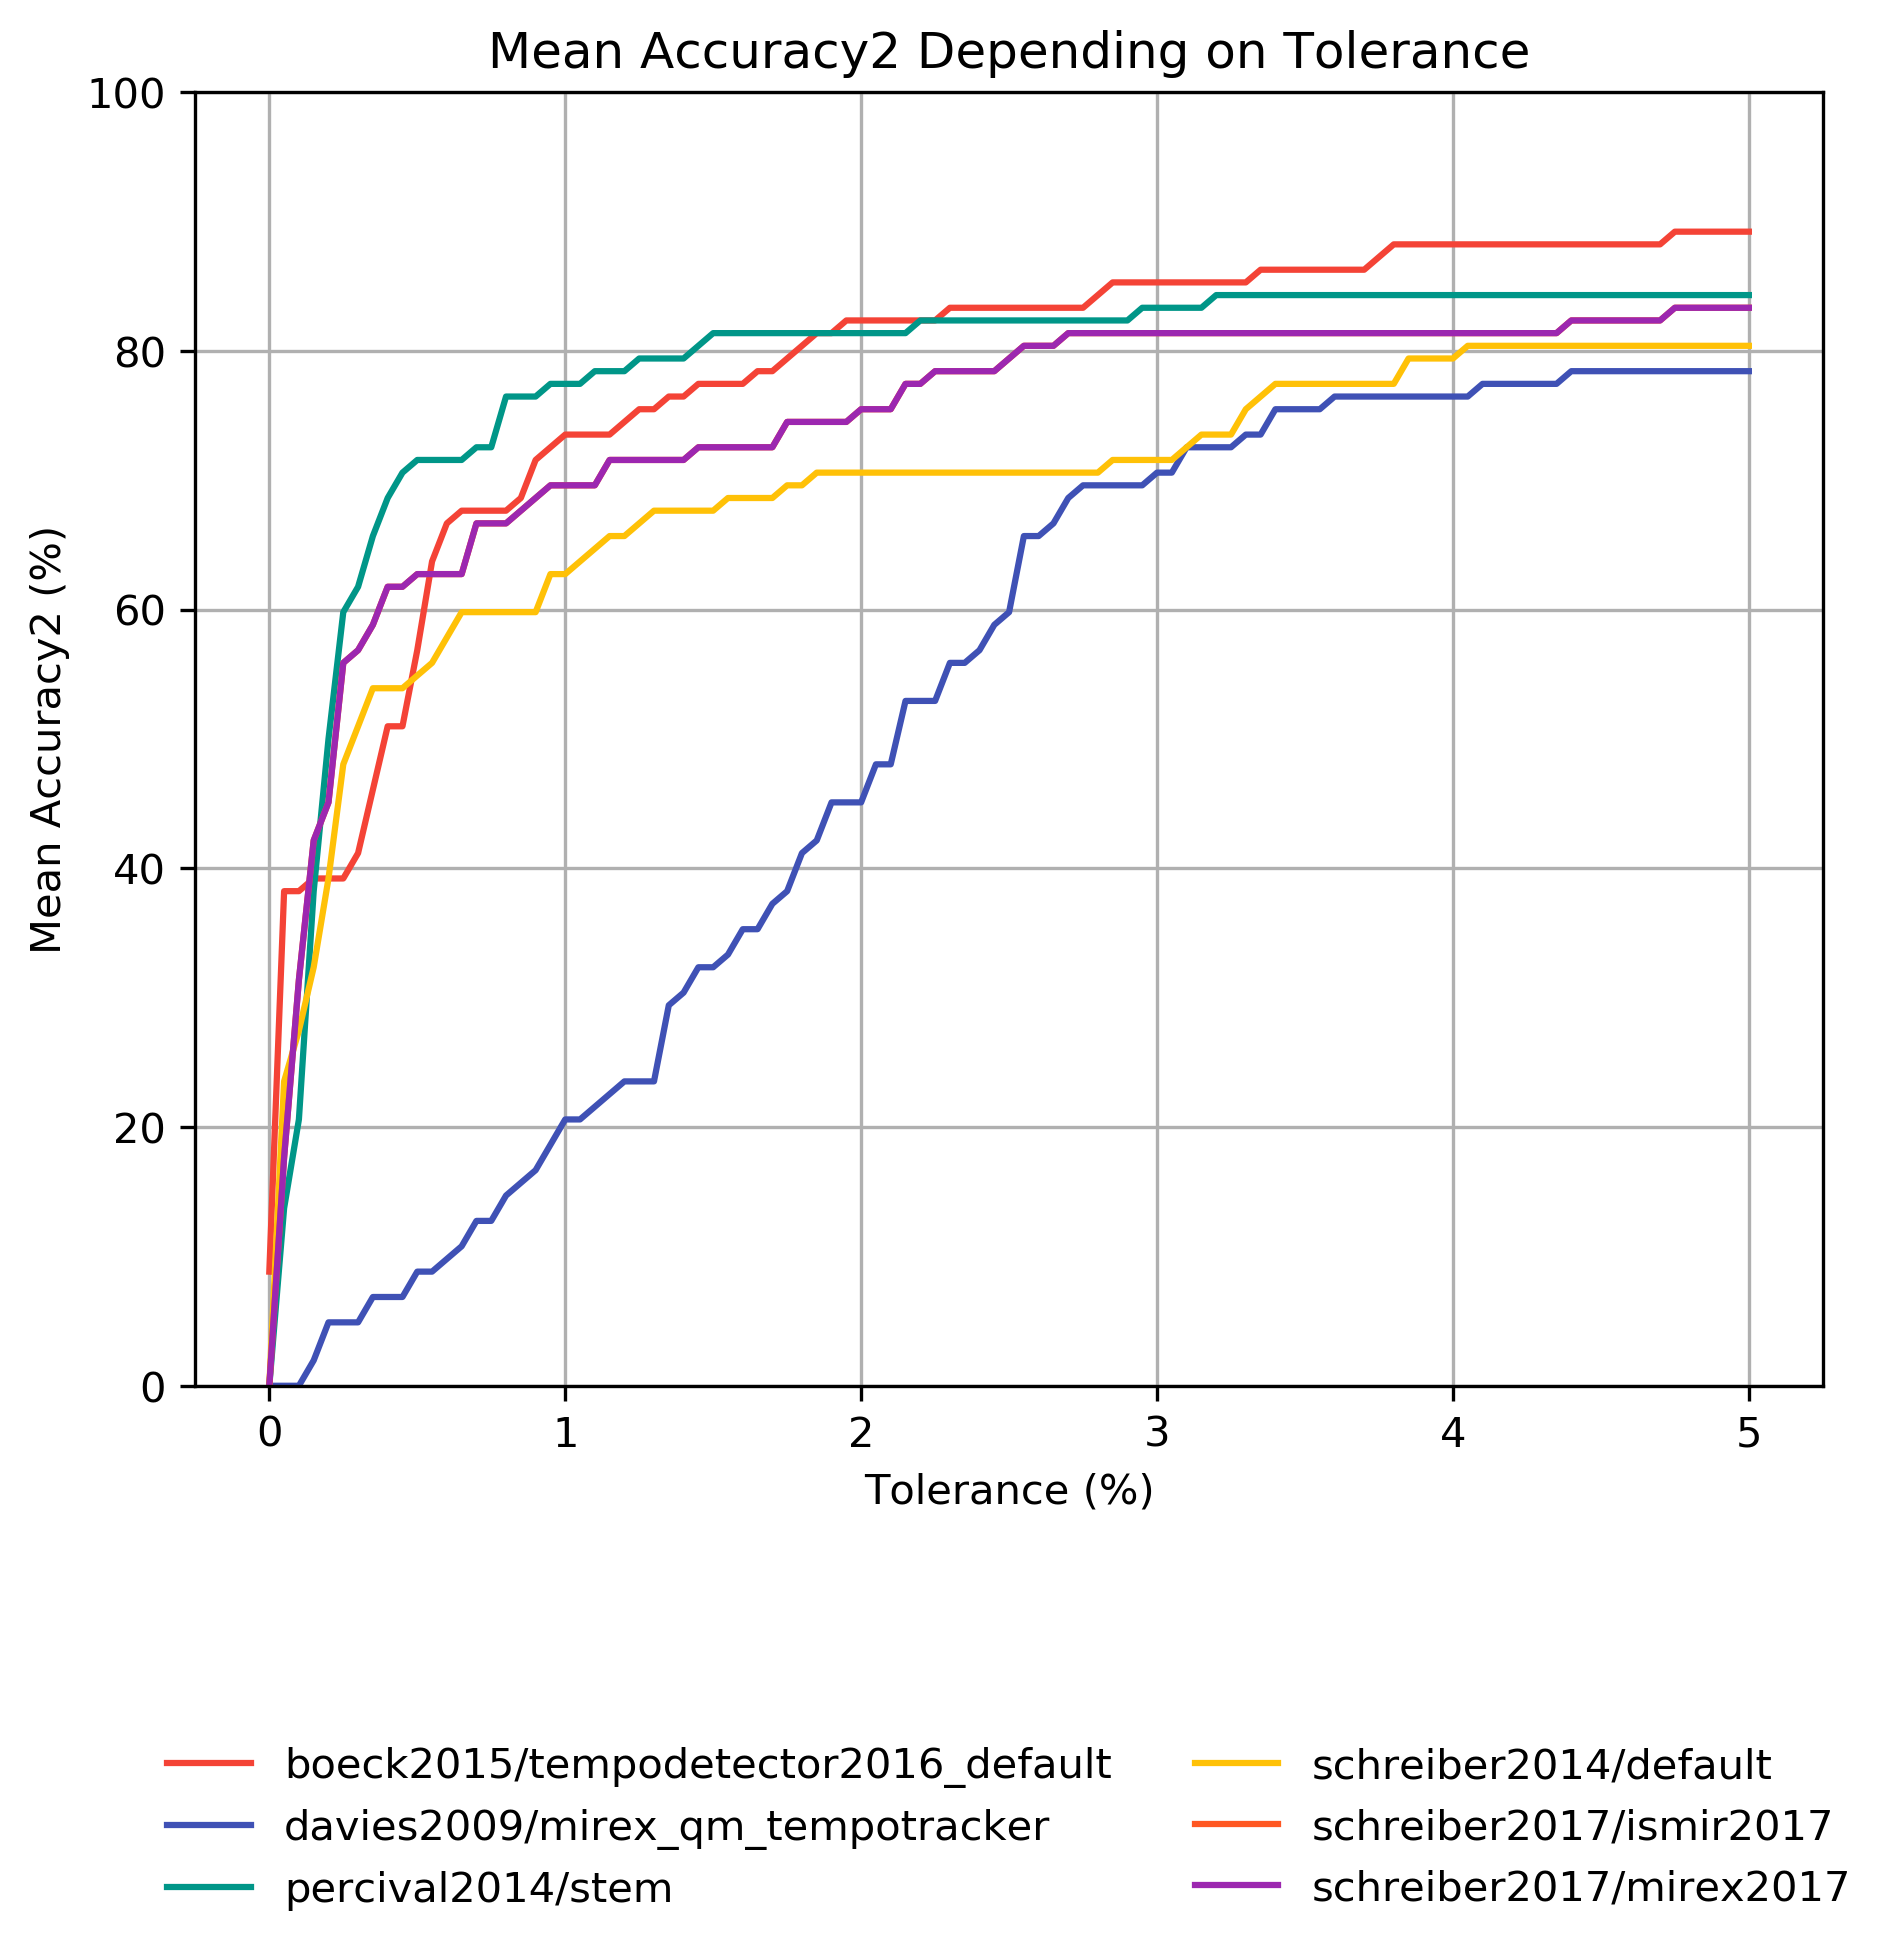 Mean Accuracy2 Depending on Tolerance
100
80
60
40
20
0
Mean Accuracy2 (%)
0 1 2 3 4 5
Tolerance (%)
boeck2015/tempodetector2016_default
davies2009/mirex_qm_tempotracker
percival2014/stem
schreiber2014/default
schreiber2017/ismir2017
schreiber2017/mirex2017